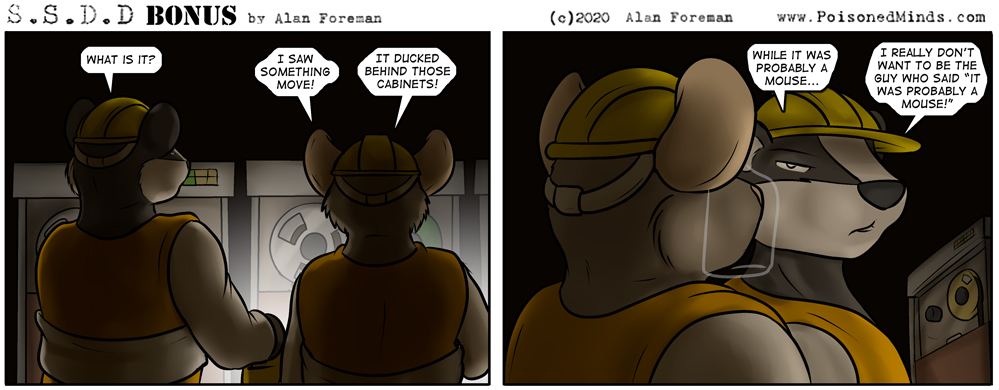 S.S.D.D BONUS by Alan Foreman
(c)2020 Alan Foreman www.PoisonedMinds.com
WHAT IS IT?
I SAW
SOMETHING
MOVE!
IT DUCKED
BEHIND THOSE
CABINETS!
WHILE IT WAS
PROBABLY A
MOUSE...
I REALLY DON'T
WANT TO BE THE
GUY WHO SAID "IT
WAS PROBABLY A
MOUSE!"